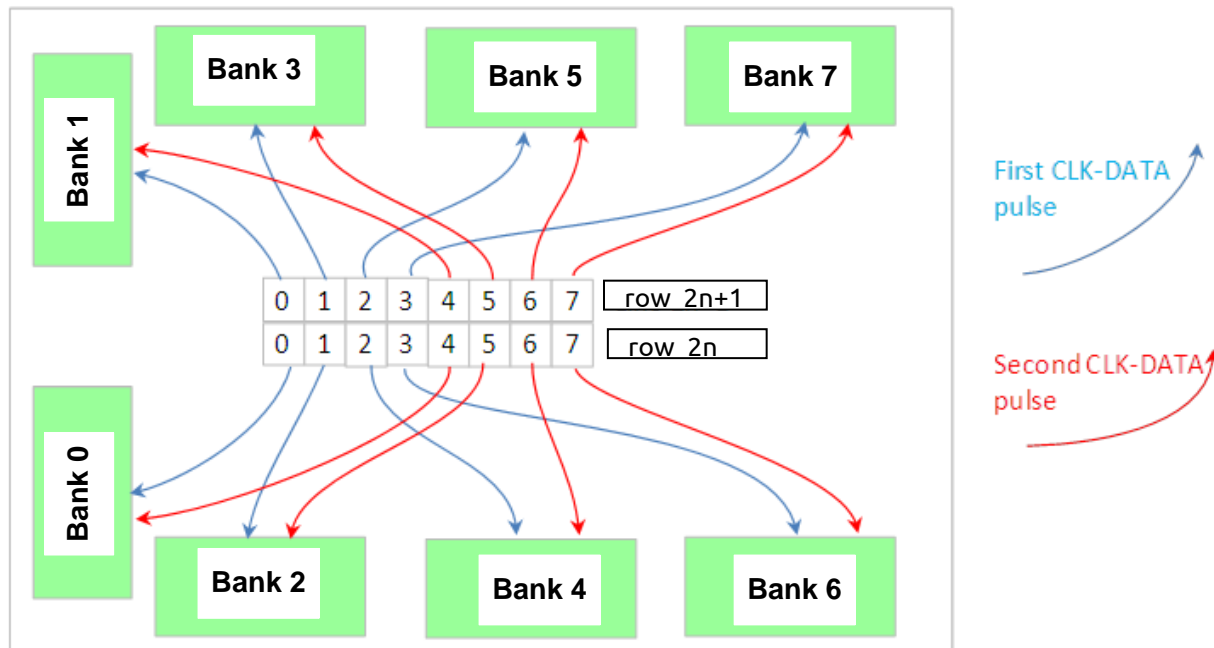 Bank 3
Bank 5
Bank 7
Bank 1
First CLK-DATA
pulse
0 1 2 3 4 5 6 7
row 2n+1
0 1 2 3 4 5 6 7
row 2n
Second CLK-DATA
pulse
Bank 0
Bank 2
Bank 4
Bank 6